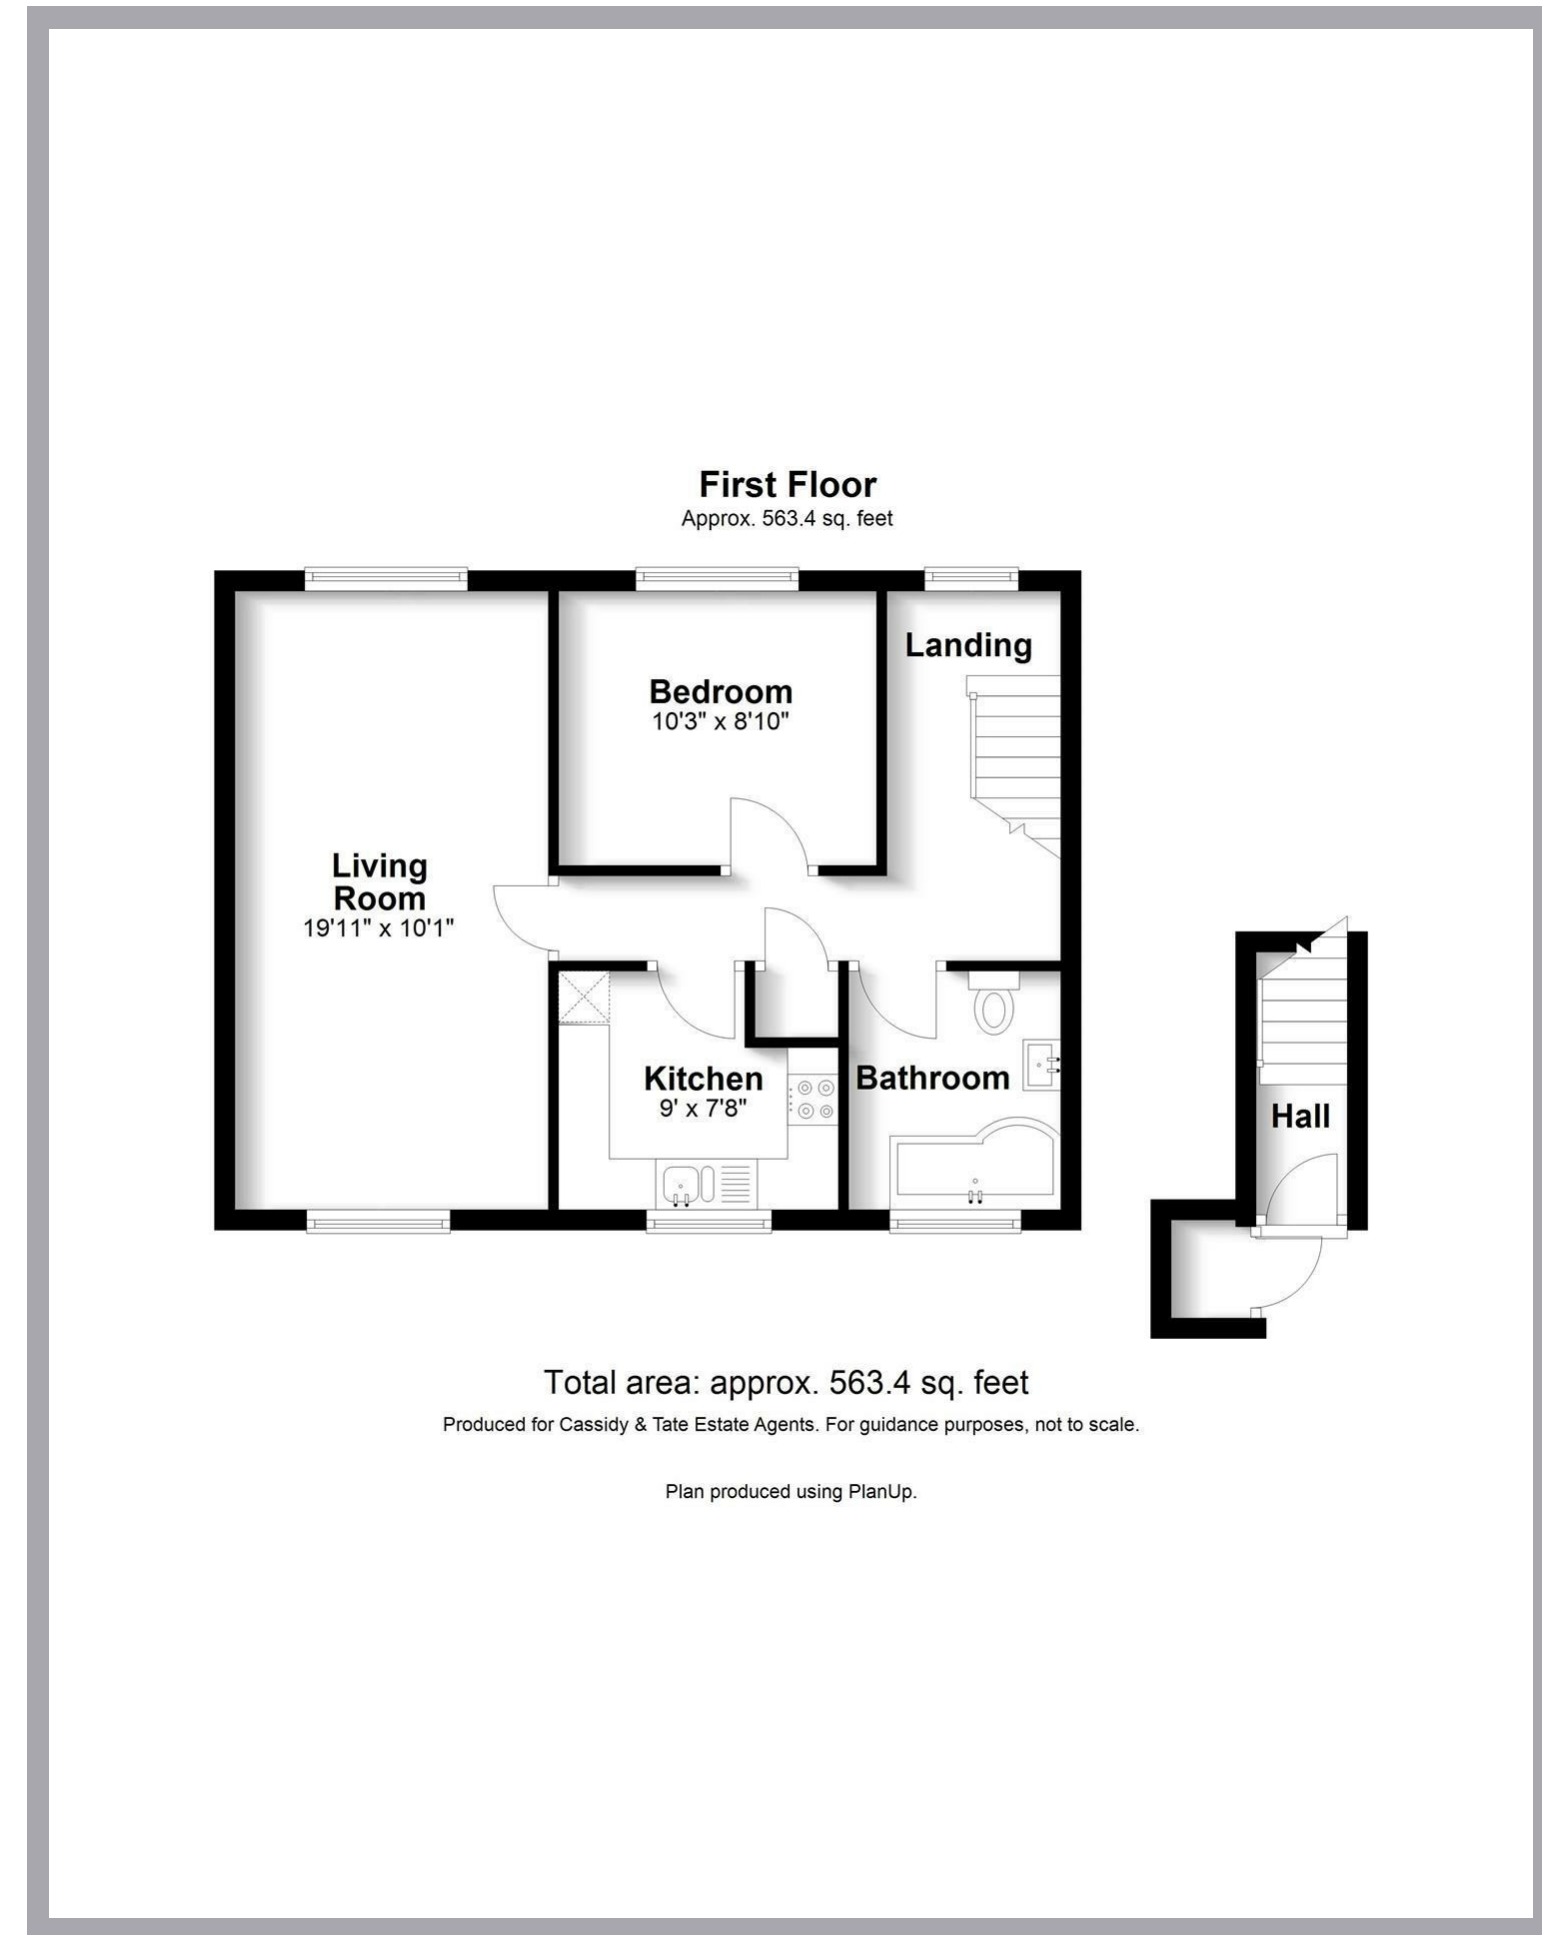 First Floor
Approx. 563.4 sq. feet
Landing
Bedroom
10'3" x 8'10"
Living
Room
19'11" x 10'1"
Kitchen
9' x 7'8"
Bathroom
Hall
Total area: approx. 563.4 sq. feet
Produced for Cassidy & Tate Estate Agents. For guidance purposes, not to scale.
Plan produced using PlanUp.